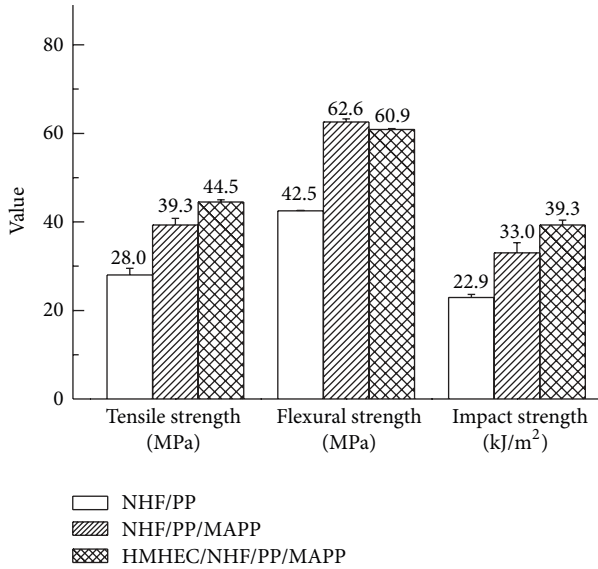 80
60
40
20
0
Value
28.0
39.3
44.5
42.5
62.6
60.9
22.9
33.0
39.3
Tensile strength
(MPa)
Flexural strength
(MPa)
Impact strength
(kJ/m²)
NHF/PP
NHF/PP/MAPP
HMHEC/NHF/PP/MAPP